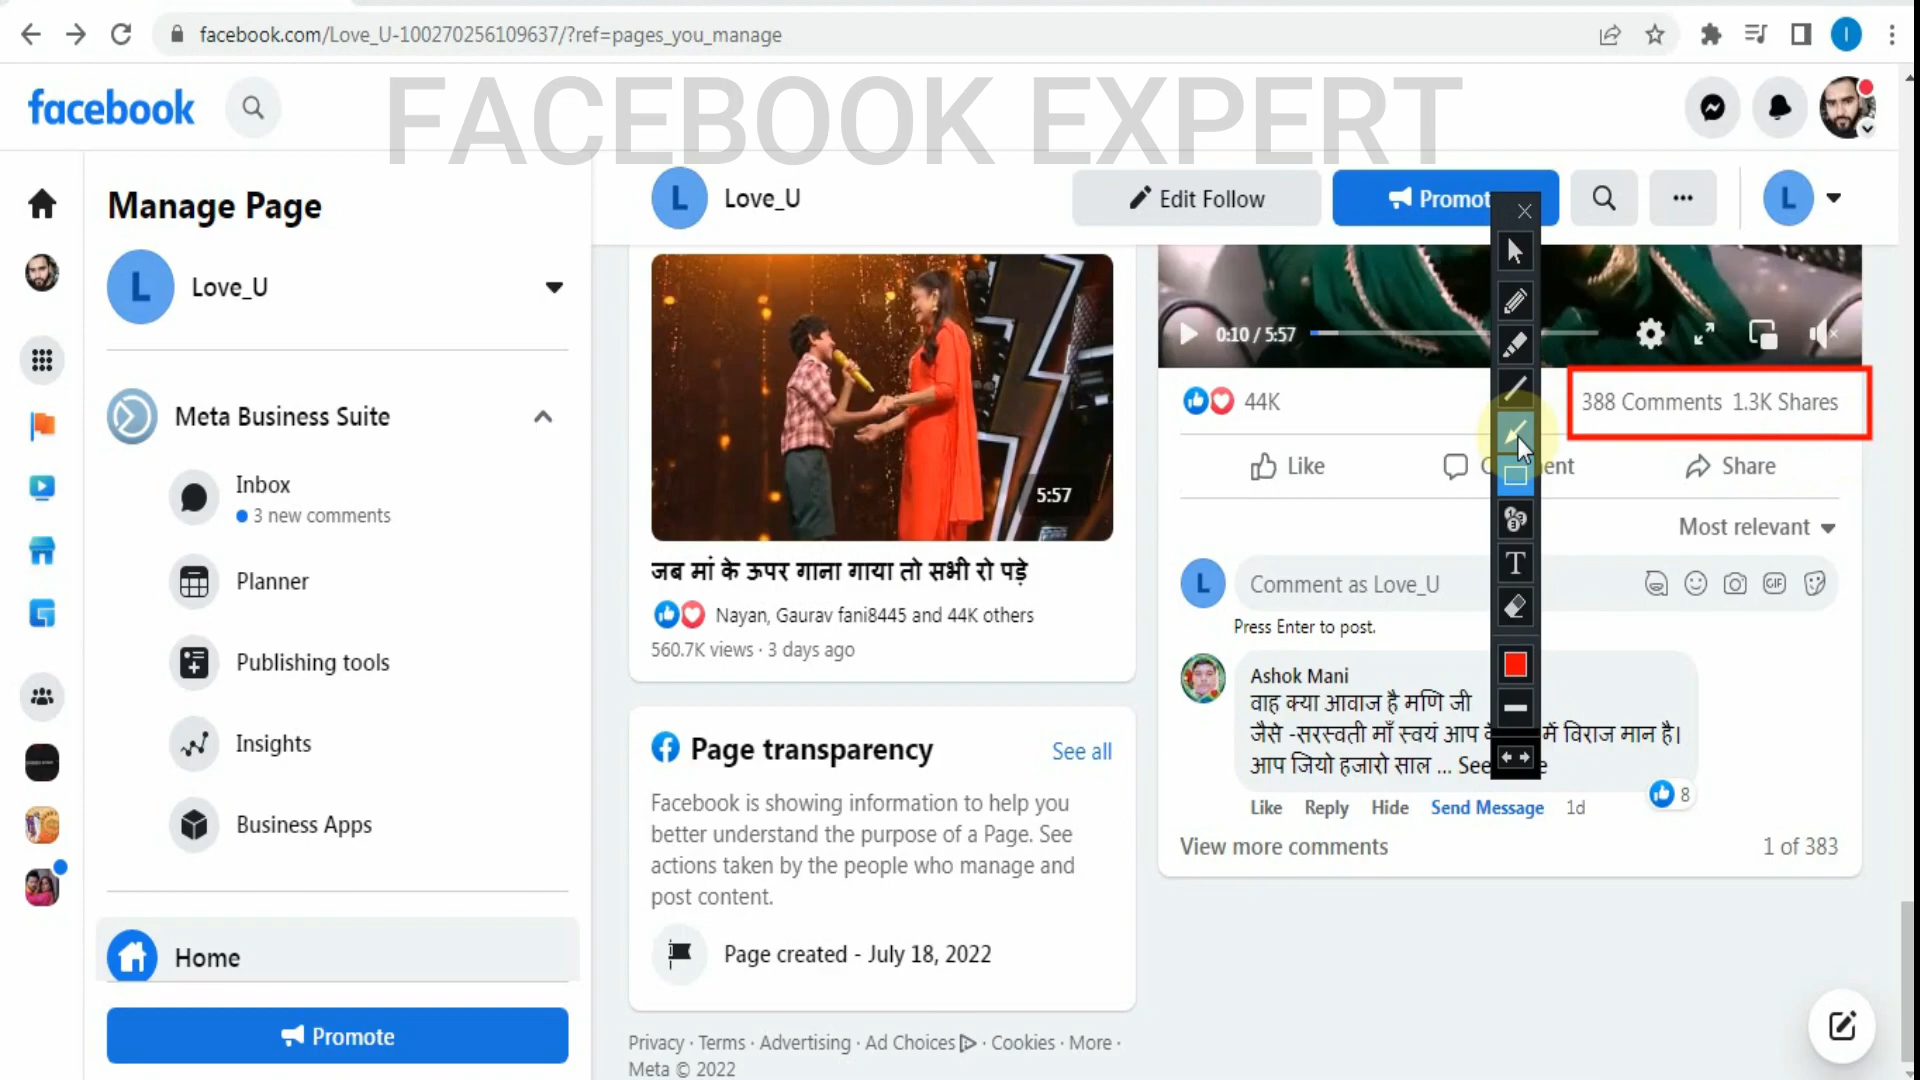 facebook.com/Love_U-100270256109637/?ref=pages_you_manage
I
FACEBOOK EXPERT
facebook
Manage Page
L Love_U
L Love_U
Edit Follow
Promot
L
Meta Business Suite
Inbox
3 new comments
Planner
Publishing tools
Insights
Business Apps
Home
Promote
5:57
जब मां के ऊपर गाना गाया तो सभी रो पड़े
Nayan, Gaurav fani8445 and 44K others
560.7K views · 3 days ago
Page transparency
See all
Facebook is showing information to help you
better understand the purpose of a Page. See
actions taken by the people who manage and
post content.
Page created - July 18, 2022
Privacy · Terms · Advertising · Ad Choices · Cookies · More ·
Meta © 2022
0:10 / 5:57
44K
388 Comments 1.3K Shares
Like
Share
Most relevant
L Comment as Love_U
GIF
Press Enter to post.
T
Ashok Mani
वाह क्या आवाज है मणि जी
जैसे -सरस्वती माँ स्वयं आप में विराज मान है।
आप जियो हजारो साल ... See
8
Like Reply Hide Send Message 1d
View more comments
1 of 383